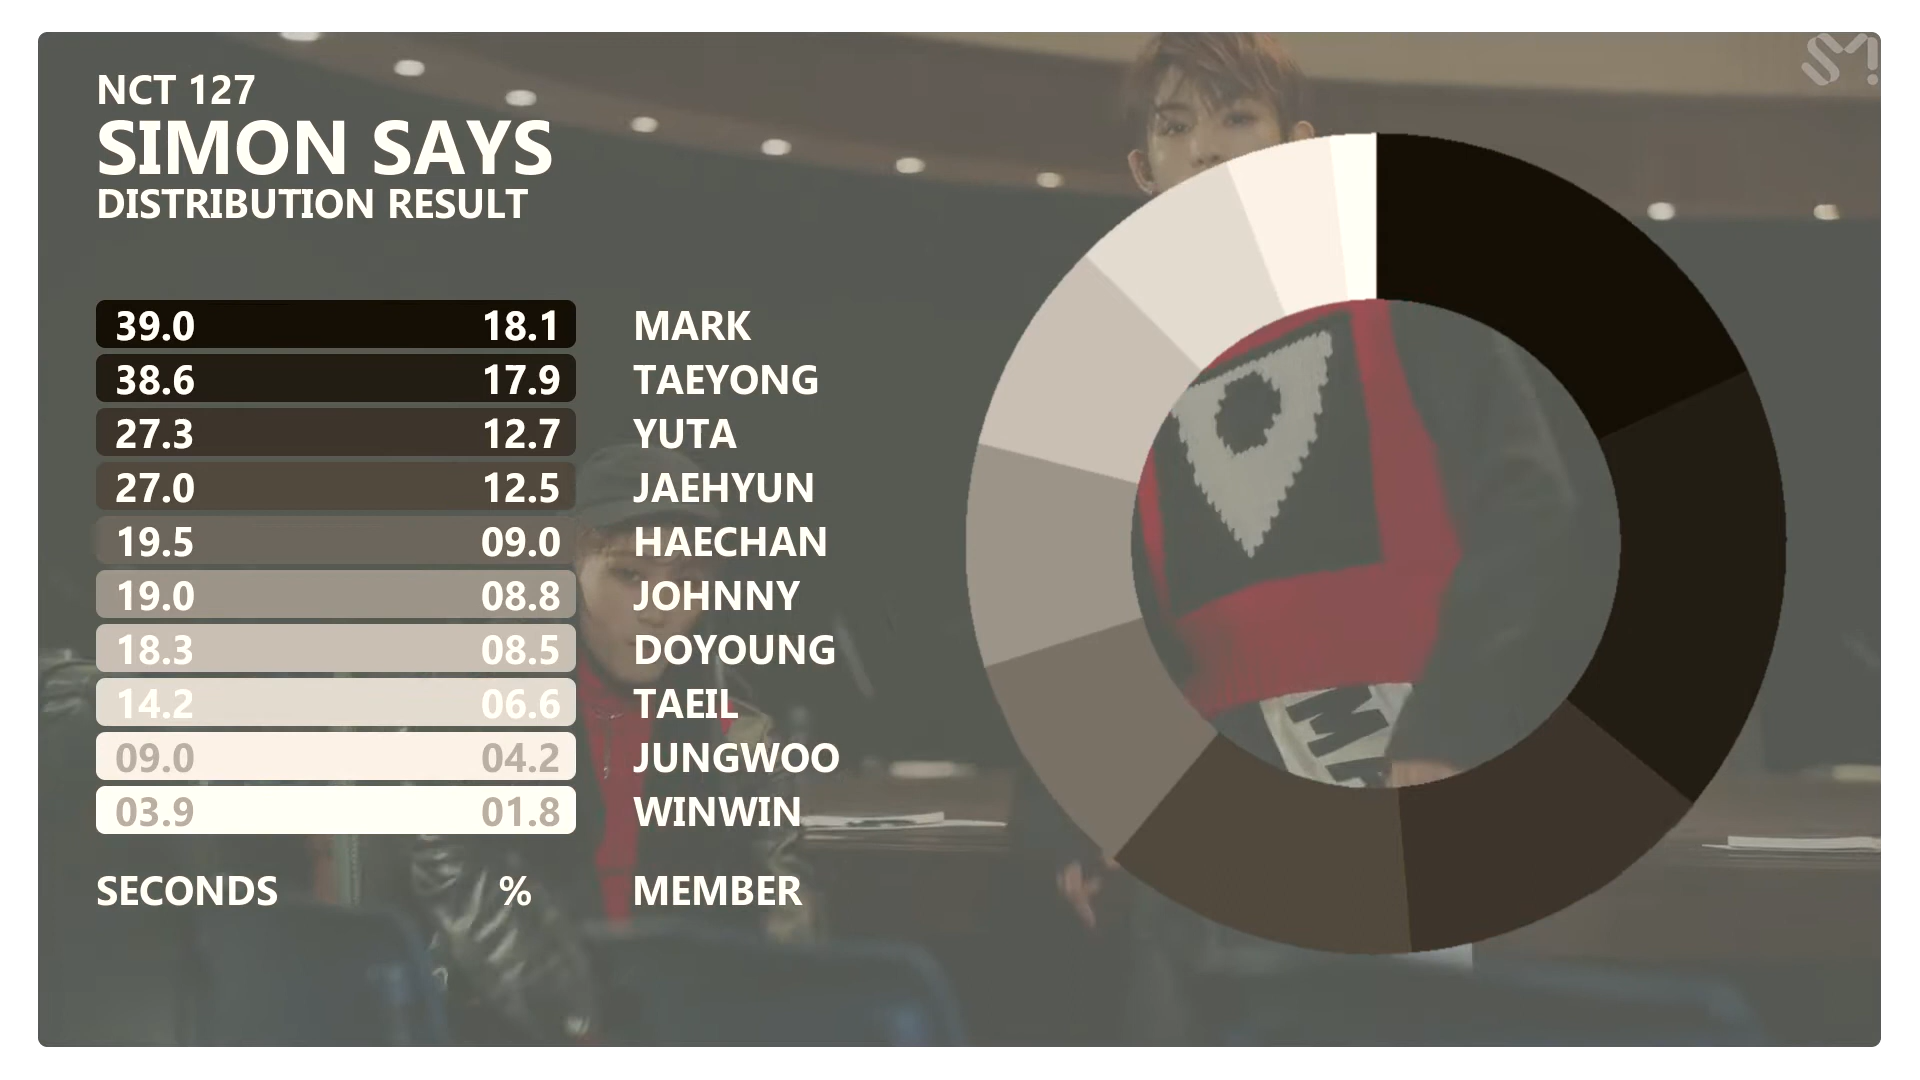 NCT 127
SIMON SAYS
DISTRIBUTION RESULT
39.0 18.1 MARK
38.6 17.9 TAEYONG
27.3 12.7 YUTA
27.0 12.5 JAEHYUN
19.5 09.0 HAECHAN
19.0 08.8 JOHNNY
18.3 08.5 DOYOUNG
14.2 06.6 TAEIL
09.0 04.2 JUNGWOO
03.9 01.8 WINWIN
SECONDS % MEMBER
SM!